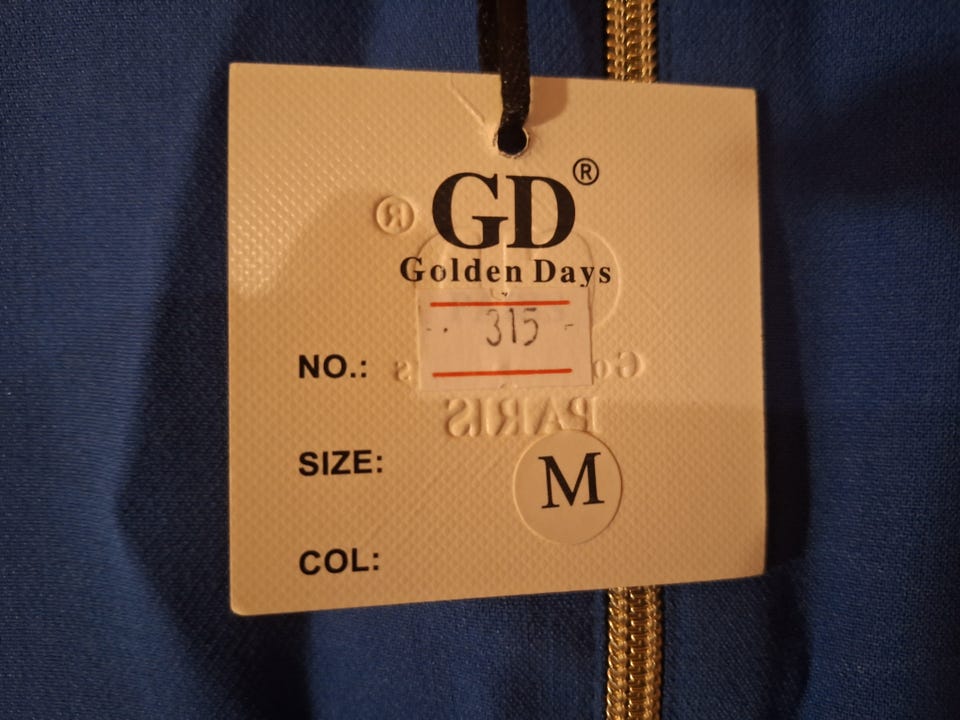 GD®
Golden Days
315 -
NO.:
PARIS
SIZE:
M
COL: